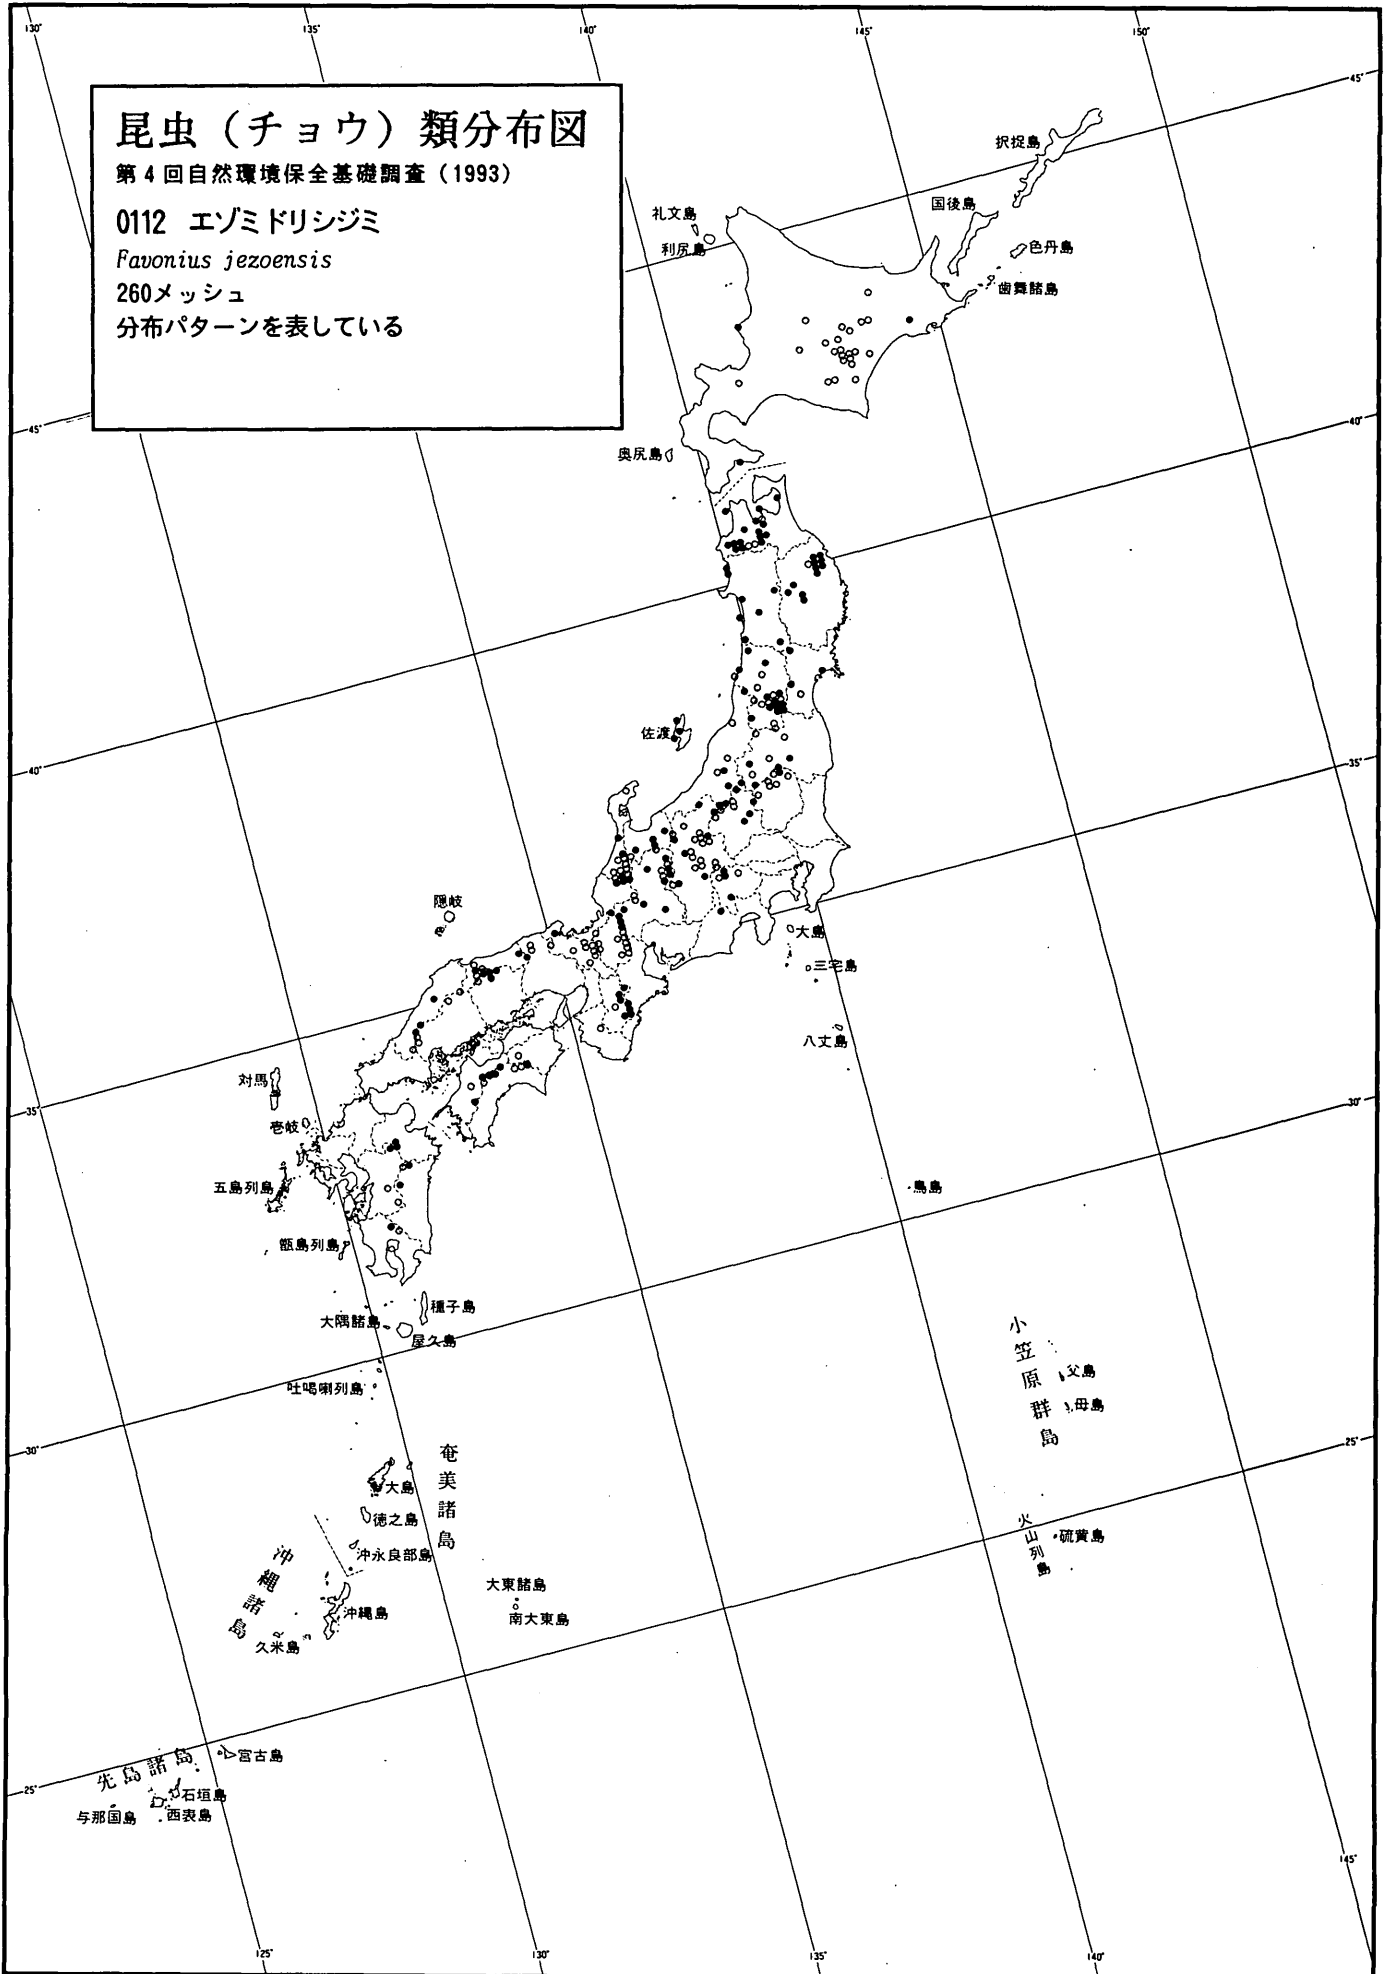 130°
135°
140°
145°
150°
昆虫（チョウ）類分布図
第４回自然環境保全基礎調査（1993）
0112 エゾミドリシジミ
Favonius jezoensis
260メッシュ
分布パターンを表している
45°
択捉島
国後島
色丹島
歯舞諸島
礼文島
利尻島
奥尻島
45°
40°
佐渡
40°
35°
隠岐
大島
三宅島
八丈島
対馬
壱岐
35°
30°
五島列島
鳥島
甑島列島
種子島
大隅諸島
屋久島
吐噶喇列島
小笠原群島
父島
母島
30°
25°
奄美諸島
大島
徳之島
沖永良部島
火山列島
硫黄島
沖縄諸島
沖縄島
久米島
大東諸島
南大東島
先島諸島
宮古島
石垣島
西表島
与那国島
25°
145°
125°
130°
135°
140°